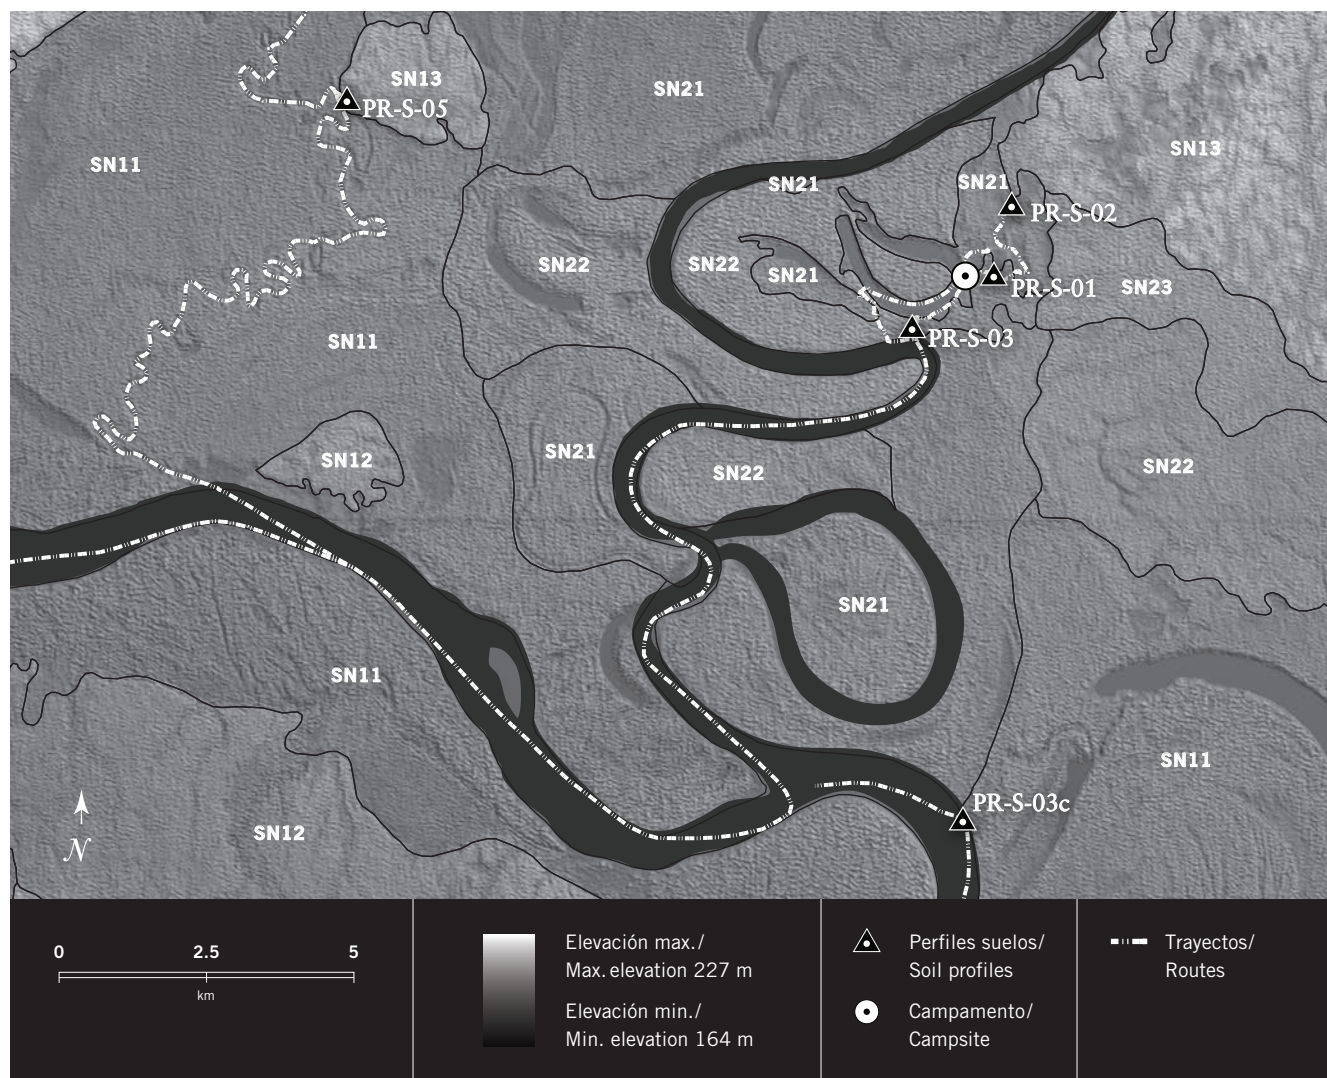 SN13
SN21
PR-S-05
SN11
SN13
SN21
SN21
PR-S-02
SN22
SN22
SN21
PR-S-01
SN23
SN11
PR-S-03
SN21
SN12
SN22
SN22
SN21
SN11
SN11
PR-S-03c
SN12
N
0 2.5 5
km
Elevación max./
Max. elevation 227 m
Elevación min./
Min. elevation 164 m
Perfiles suelos/
Soil profiles
Campamento/
Campsite
Trayectos/
Routes